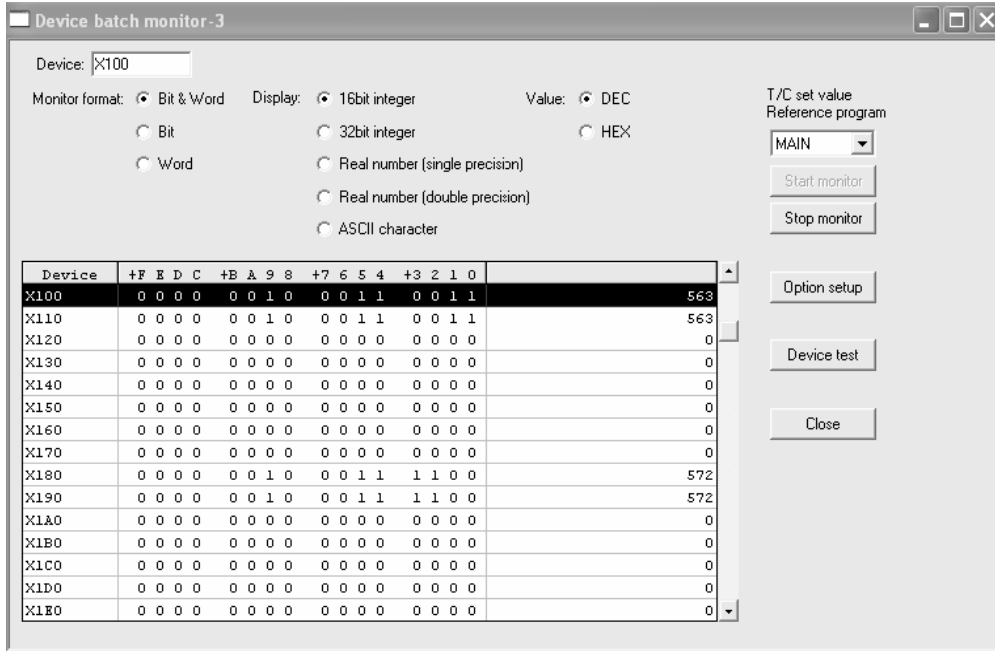 Device batch monitor-3
Device: X100
Monitor format: Bit & Word Display: 16bit integer Value: DEC
Bit 32bit integer HEX
Word Real number (single precision)
Real number (double precision)
ASCII character
T/C set value
Reference program
MAIN
Start monitor
Stop monitor
Option setup
Device test
Close
Device +F E D C +B A 9 8 +7 6 5 4 +3 2 1 0
X100 0 0 0 0 0 0 1 0 0 0 1 1 0 0 1 1 563
X110 0 0 0 0 0 0 1 0 0 0 1 1 0 0 1 1 563
X120 0 0 0 0 0 0 0 0 0 0 0 0 0 0 0 0 0
X130 0 0 0 0 0 0 0 0 0 0 0 0 0 0 0 0 0
X140 0 0 0 0 0 0 0 0 0 0 0 0 0 0 0 0 0
X150 0 0 0 0 0 0 0 0 0 0 0 0 0 0 0 0 0
X160 0 0 0 0 0 0 0 0 0 0 0 0 0 0 0 0 0
X170 0 0 0 0 0 0 0 0 0 0 0 0 0 0 0 0 0
X180 0 0 0 0 0 0 1 0 0 0 1 1 1 1 0 0 572
X190 0 0 0 0 0 0 1 0 0 0 1 1 1 1 0 0 572
X1A0 0 0 0 0 0 0 0 0 0 0 0 0 0 0 0 0 0
X1B0 0 0 0 0 0 0 0 0 0 0 0 0 0 0 0 0 0
X1C0 0 0 0 0 0 0 0 0 0 0 0 0 0 0 0 0 0
X1D0 0 0 0 0 0 0 0 0 0 0 0 0 0 0 0 0 0
X1E0 0 0 0 0 0 0 0 0 0 0 0 0 0 0 0 0 0